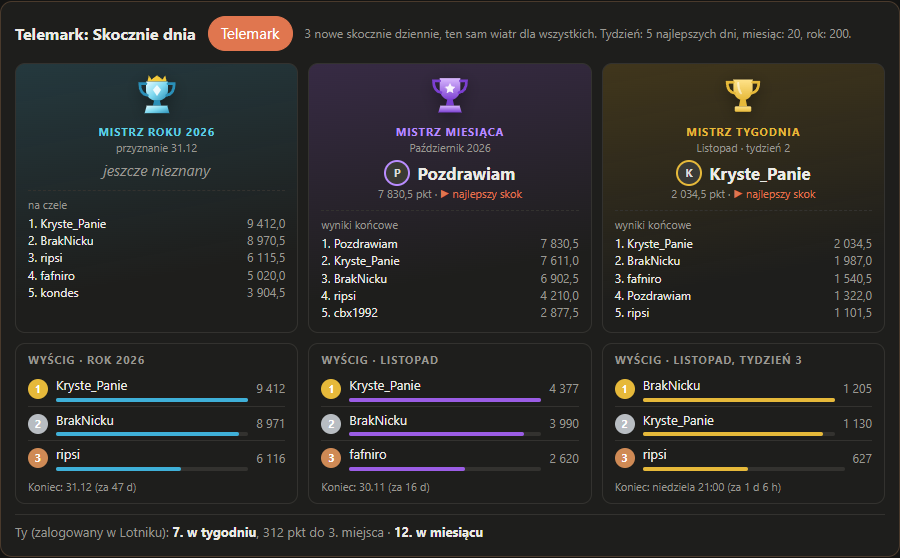 Telemark: Skocznie dnia Telemark 3 nowe skocznie dziennie, ten sam wiatr dla wszystkich. Tydzień: 5 najlepszych dni, miesiąc: 20, rok: 200.
MISTRZ ROKU 2026
przyznanie 31.12
jeszcze nieznany
na czele
1. Kryste_Panie 9 412,0
2. BrakNicku 8 970,5
3. ripsi 6 115,5
4. fafniro 5 020,0
5. kondes 3 904,5
MISTRZ MIESIĄCA
Październik 2026
P Pozdrawiam
7 830,5 pkt · ▶ najlepszy skok
wyniki końcowe
1. Pozdrawiam 7 830,5
2. Kryste_Panie 7 611,0
3. BrakNicku 6 902,5
4. ripsi 4 210,0
5. cbx1992 2 877,5
MISTRZ TYGODNIA
Listopad · tydzień 2
K Kryste_Panie
2 034,5 pkt · ▶ najlepszy skok
wyniki końcowe
1. Kryste_Panie 2 034,5
2. BrakNicku 1 987,0
3. fafniro 1 540,5
4. Pozdrawiam 1 322,0
5. ripsi 1 101,5
WYŚCIG · ROK 2026
1 Kryste_Panie 9 412
2 BrakNicku 8 971
3 ripsi 6 116
Koniec: 31.12 (za 47 d)
WYŚCIG · LISTOPAD
1 Kryste_Panie 4 377
2 BrakNicku 3 990
3 fafniro 2 620
Koniec: 30.11 (za 16 d)
WYŚCIG · LISTOPAD, TYDZIEŃ 3
1 BrakNicku 1 205
2 Kryste_Panie 1 130
3 ripsi 627
Koniec: niedziela 21:00 (za 1 d 6 h)
Ty (zalogowany w Lotniku): 7. w tygodniu, 312 pkt do 3. miejsca · 12. w miesiącu